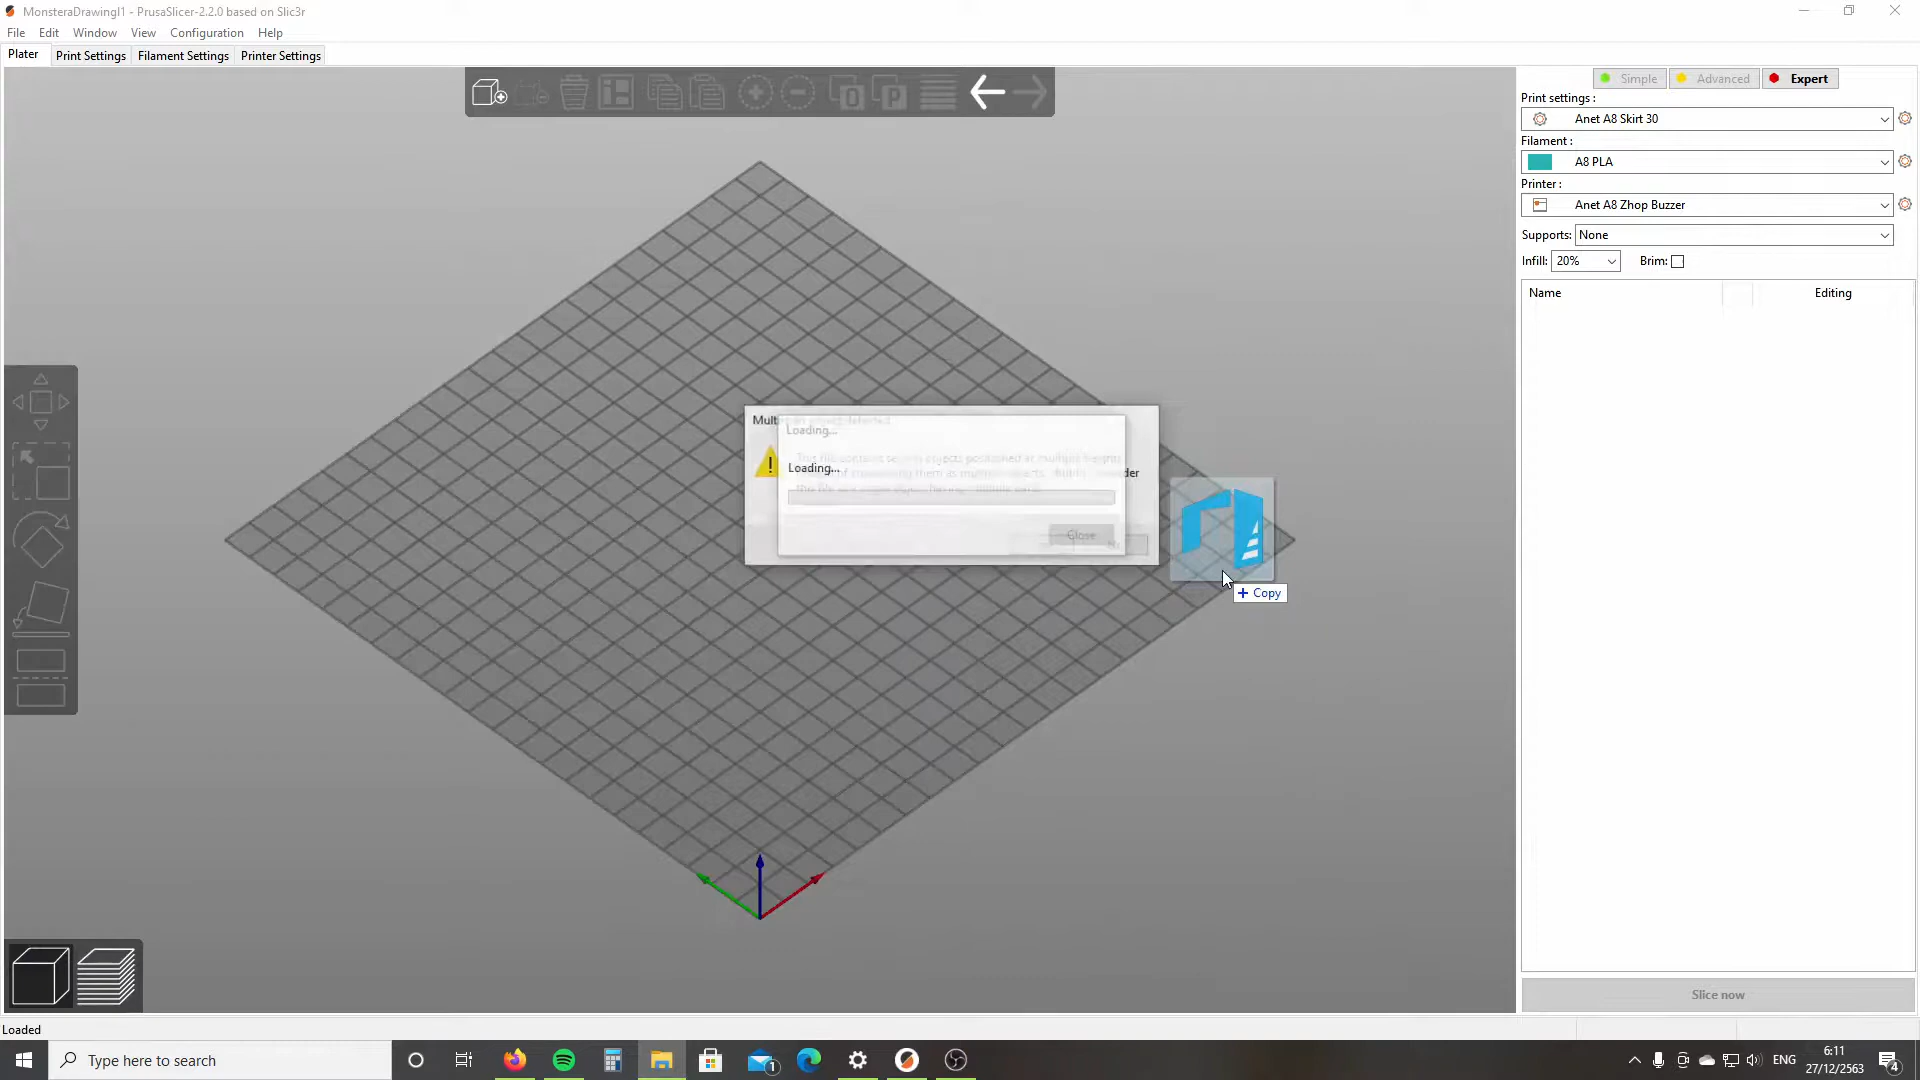 MonsteraDrawingI1 - PrusaSlicer-2.2.0 based on Slic3r
File Edit Window View Configuration Help
Plater Print Settings Filament Settings Printer Settings
Simple Advanced Expert
Print settings :
Anet A8 Skirt 30
Filament :
A8 PLA
Printer :
Anet A8 Zhop Buzzer
Supports: None
Infill: 20% Brim:
Name Editing
Loading...
Loading...
Close
+ Copy
Slice now
Loaded
Type here to search
ENG
6:11
27/12/2563
1
4